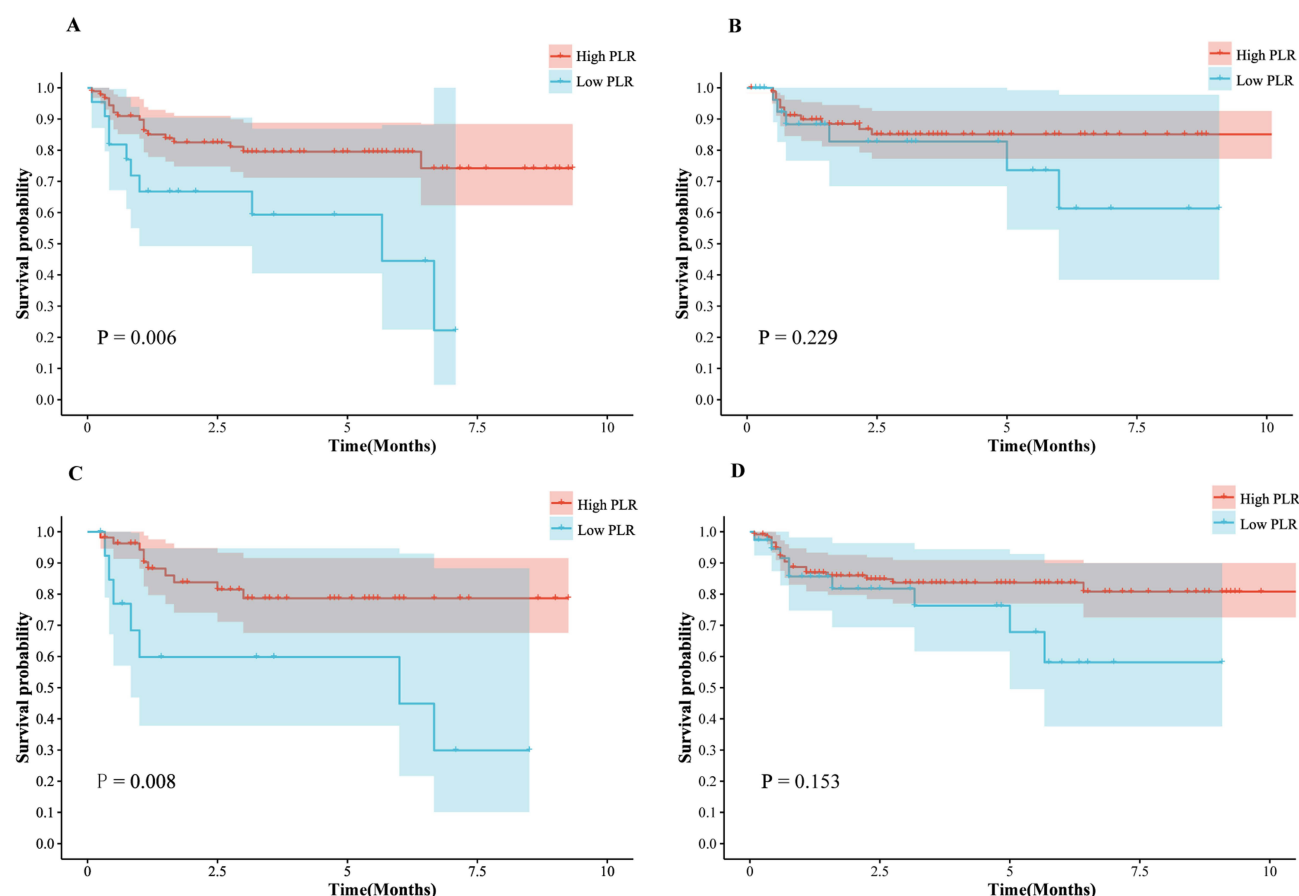 A
High PLR
Low PLR
1.0
0.9
0.8
0.7
0.6
0.5
0.4
0.3
0.2
0.1
0.0
Survival probability
P = 0.006
0
2.5
5
7.5
10
Time(Months)
B
High PLR
Low PLR
1.0
0.9
0.8
0.7
0.6
0.5
0.4
0.3
0.2
0.1
0.0
Survival probability
P = 0.229
0
2.5
5
7.5
10
Time(Months)
C
High PLR
Low PLR
1.0
0.9
0.8
0.7
0.6
0.5
0.4
0.3
0.2
0.1
0.0
Survival probability
P = 0.008
0
2.5
5
7.5
10
Time(Months)
D
High PLR
Low PLR
1.0
0.9
0.8
0.7
0.6
0.5
0.4
0.3
0.2
0.1
0.0
Survival probability
P = 0.153
0
2.5
5
7.5
10
Time(Months)